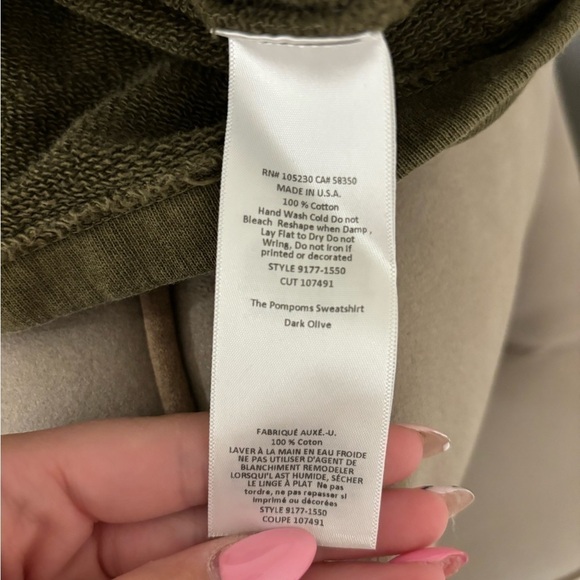 RN# 105230 CA# 58350
MADE IN U.S.A.
100 % Cotton
Hand Wash Cold Do not
Bleach Reshape when Damp ,
Lay Flat to Dry Do not
Wring, Do not Iron if
printed or decorated
STYLE 9177-1550
CUT 107491
The Pompoms Sweatshirt
Dark Olive
FABRIQUÉ AUXÉ.-U.
100 % Coton
LAVER À LA MAIN EN EAU FROIDE
NE PAS UTILISER D'AGENT DE
BLANCHIMENT REMODELER
LORSQU'L AST HUMIDE, SÉCHER
LE LINGE À PLAT Ne pas
tordre, ne pas repasser si
imprimé ou décorées
STYLE 9177-1550
COUPE 107491